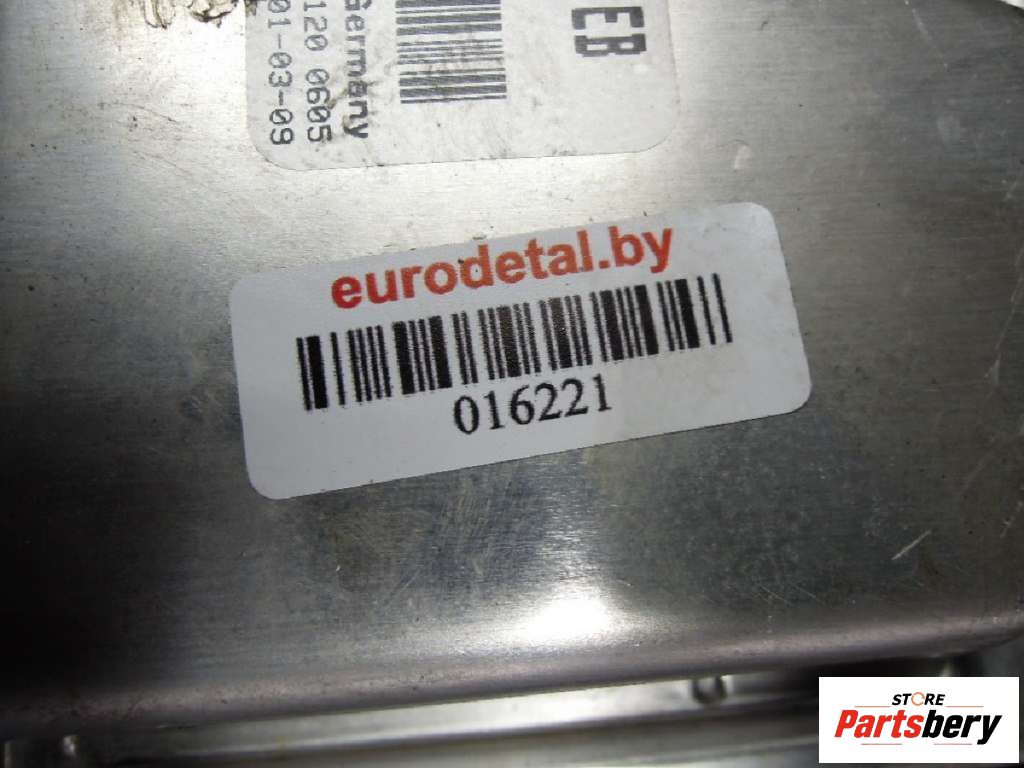 EB
Germany
120 0605
01-03-09
eurodetal.by
016221
STORE
Partsbery